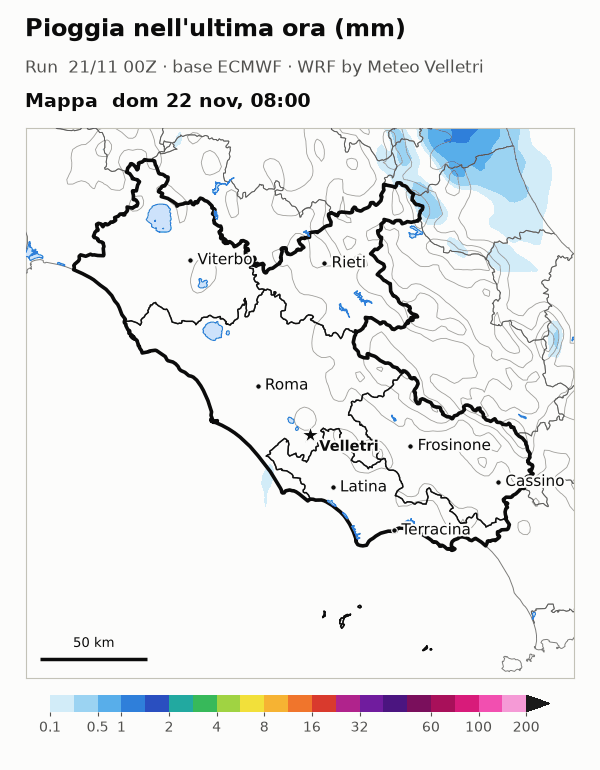 Pioggia nell'ultima ora (mm)
Run  21/11 00Z · base ECMWF · WRF by Meteo Velletri
Mappa  dom 22 nov, 08:00
Viterbo
Rieti
Roma
Velletri
Frosinone
Cassino
Latina
Terracina
50 km
0.1 0.5 1 2 4 8 16 32 60 100 200